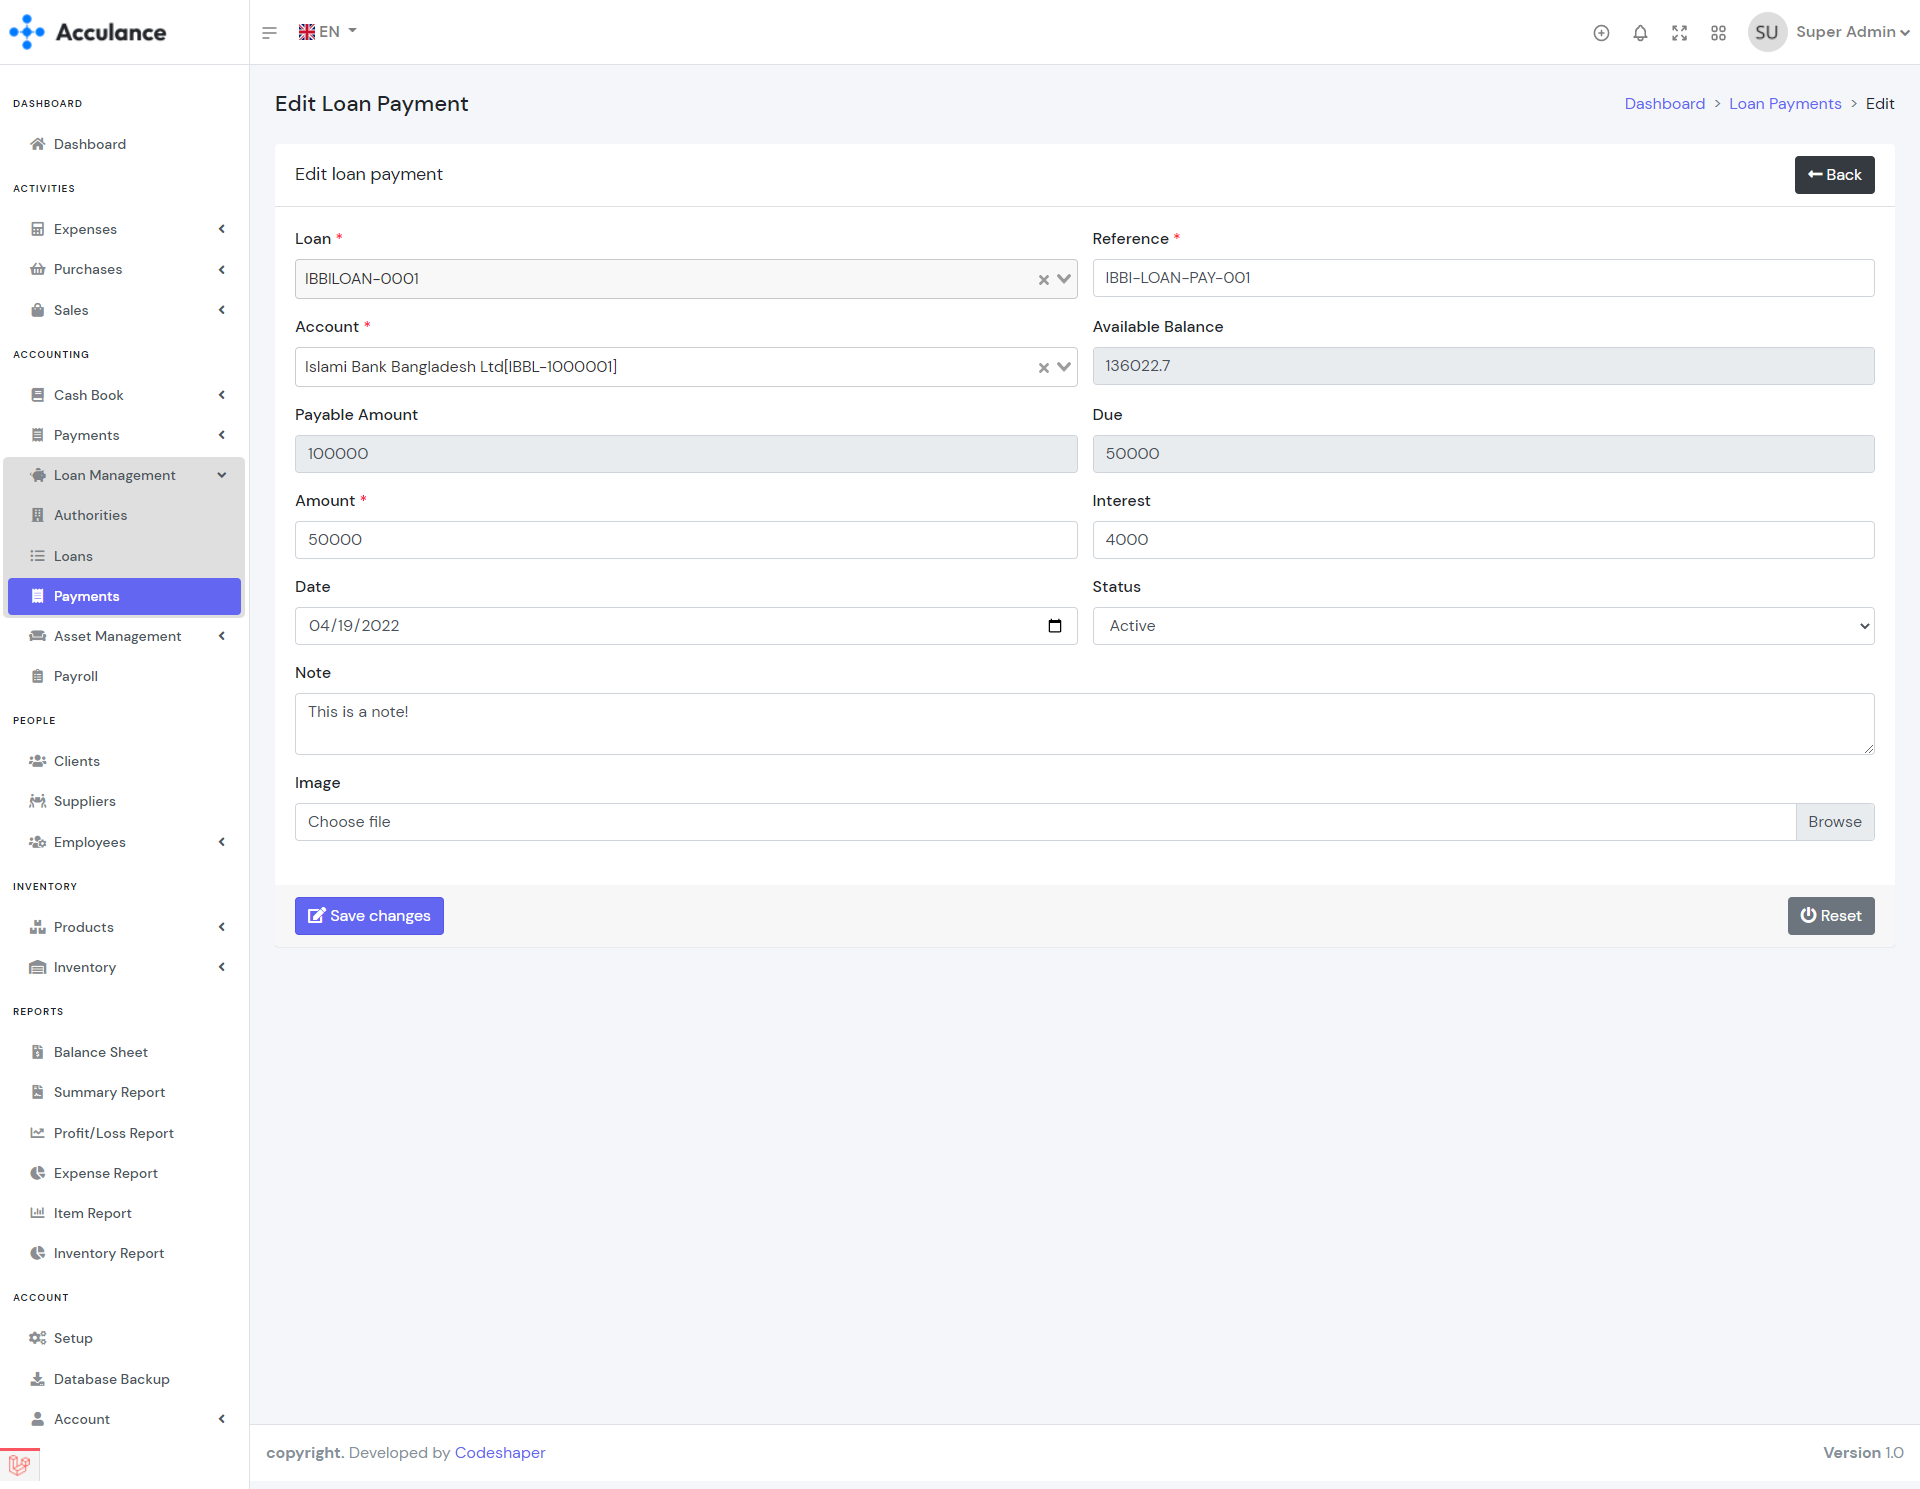 Acculance
EN
SU
Super Admin
DASHBOARD
Dashboard
ACTIVITIES
Expenses
Purchases
Sales
ACCOUNTING
Cash Book
Payments
Loan Management
Authorities
Loans
Payments
Asset Management
Payroll
PEOPLE
Clients
Suppliers
Employees
INVENTORY
Products
Inventory
REPORTS
Balance Sheet
Summary Report
Profit/Loss Report
Expense Report
Item Report
Inventory Report
ACCOUNT
Setup
Database Backup
Account
Edit Loan Payment
Dashboard > Loan Payments > Edit
Edit loan payment
Back
Loan *
IBBILOAN-0001
Reference *
IBBI-LOAN-PAY-001
Account *
Islami Bank Bangladesh Ltd[IBBL-1000001]
Available Balance
136022.7
Payable Amount
100000
Due
50000
Amount *
50000
Interest
4000
Date
04/19/2022
Status
Active
Note
This is a note!
Image
Choose file
Browse
Save changes
Reset
copyright. Developed by Codeshaper
Version 1.0